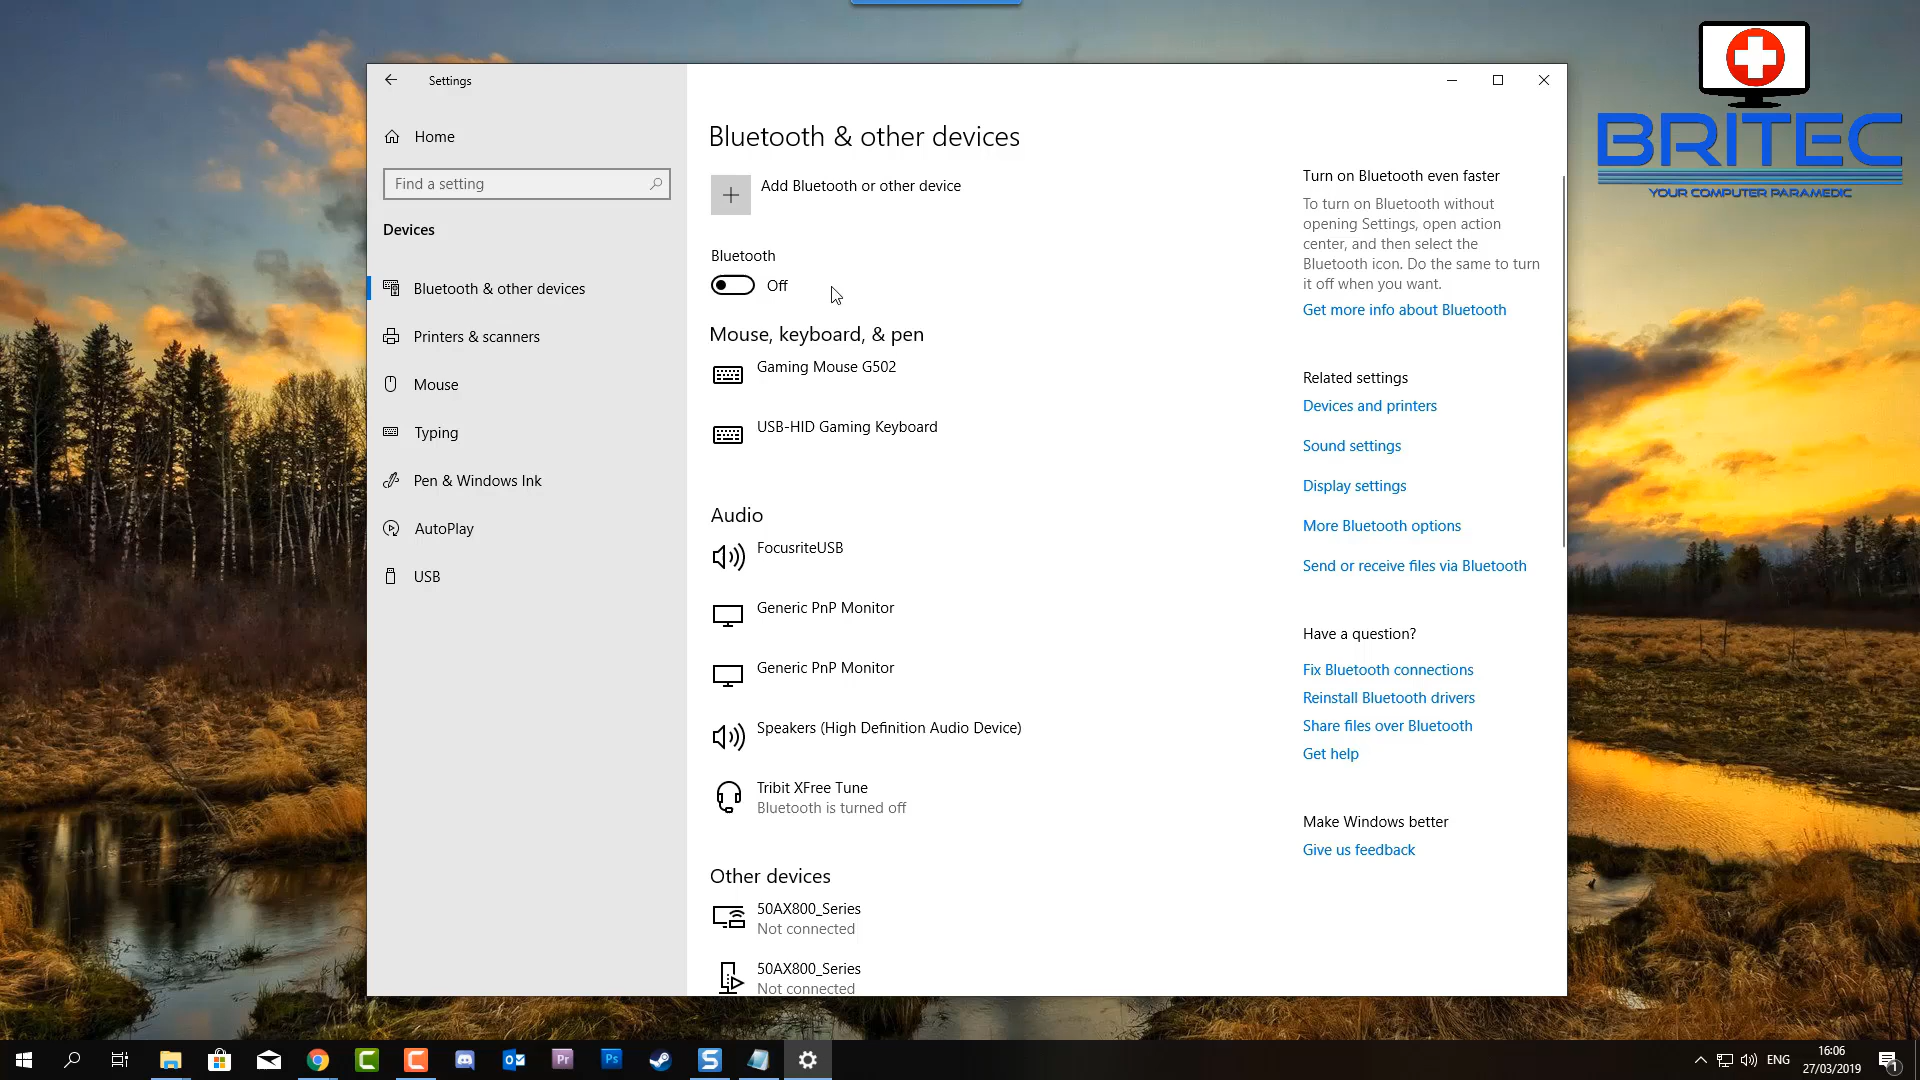 Settings
Home
Find a setting
Devices
Bluetooth & other devices
Printers & scanners
Mouse
Typing
Pen & Windows Ink
AutoPlay
USB
Bluetooth & other devices
Add Bluetooth or other device
Bluetooth
Off
Mouse, keyboard, & pen
Gaming Mouse G502
USB-HID Gaming Keyboard
Audio
FocusriteUSB
Generic PnP Monitor
Generic PnP Monitor
Speakers (High Definition Audio Device)
Tribit XFree Tune
Bluetooth is turned off
Other devices
50AX800_Series
Not connected
50AX800_Series
Not connected
Turn on Bluetooth even faster
To turn on Bluetooth without
opening Settings, open action
center, and then select the
Bluetooth icon. Do the same to turn
it off when you want.
Get more info about Bluetooth
Related settings
Devices and printers
Sound settings
Display settings
More Bluetooth options
Send or receive files via Bluetooth
Have a question?
Fix Bluetooth connections
Reinstall Bluetooth drivers
Share files over Bluetooth
Get help
Make Windows better
Give us feedback
BRITEC
YOUR COMPUTER PARAMEDIC
Pr
Ps
S
ENG
16:06
27/03/2019
1